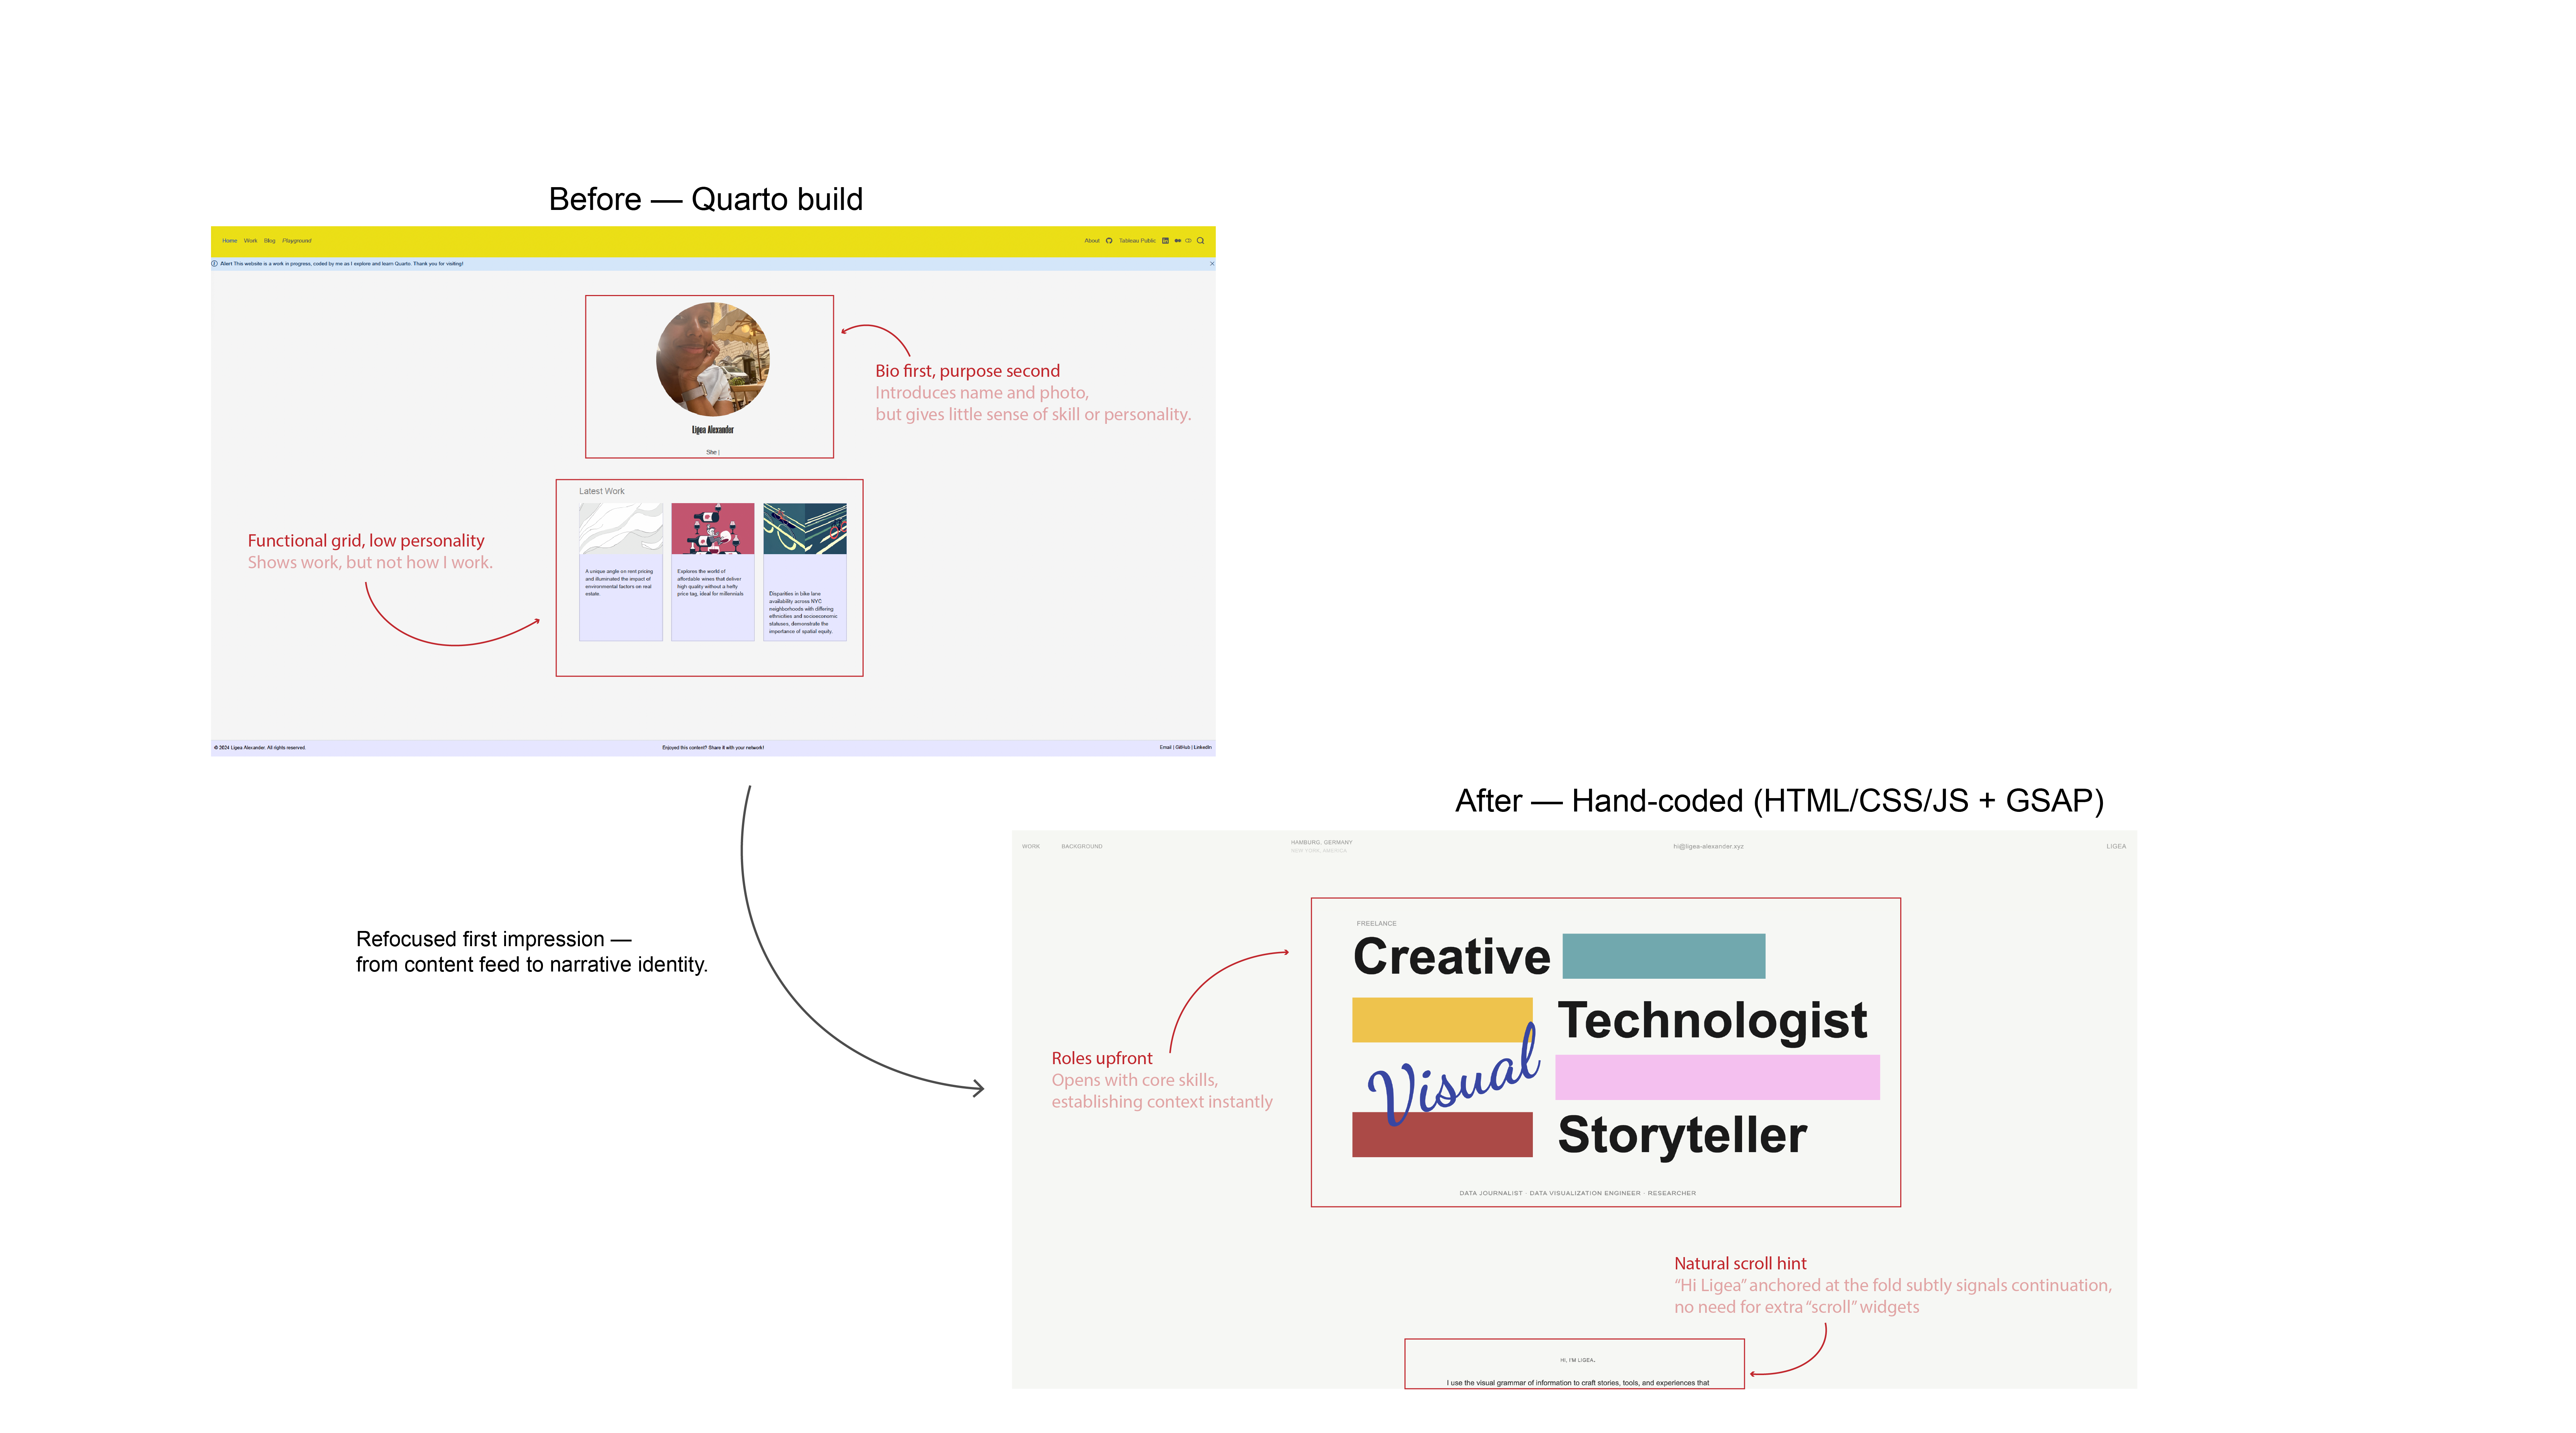 Before — Quarto build
Home Work Blog Playground
About Tableau Public
Alert This website is a work in progress, coded by me as I explore and learn Quarto. Thank you for visiting!
Bio first, purpose second
Introduces name and photo,
but gives little sense of skill or personality.
Ligea Alexander
She |
Latest Work
Functional grid, low personality
Shows work, but not how I work.
A unique angle on rent pricing
and illuminated the impact of
environmental factors on real
estate
Explores the world of
affordable wines that deliver
high quality without a hefty
price tag, ideal for millennials
Disparities in bike lane
availability across NYC
neighborhoods with differing
ethnicities and socioeconomic
statuses, demonstrate the
importance of spatial equity.
© 2024 Ligea Alexander. All rights reserved.
Enjoyed this content? Share it with your network!
Email | GitHub | LinkedIn
Refocused first impression —
from content feed to narrative identity.
After — Hand-coded (HTML/CSS/JS + GSAP)
WORK BACKGROUND
HAMBURG, GERMANY
NEW YORK, AMERICA
hi@ligea-alexander.xyz
LIGEA
FREELANCE
Creative
Technologist
Visual
Storyteller
DATA JOURNALIST · DATA VISUALIZATION ENGINEER · RESEARCHER
Roles upfront
Opens with core skills,
establishing context instantly
Natural scroll hint
“Hi Ligea” anchored at the fold subtly signals continuation,
no need for extra “scroll” widgets
HI, I'M LIGEA.
I use the visual grammar of information to craft stories, tools, and experiences that